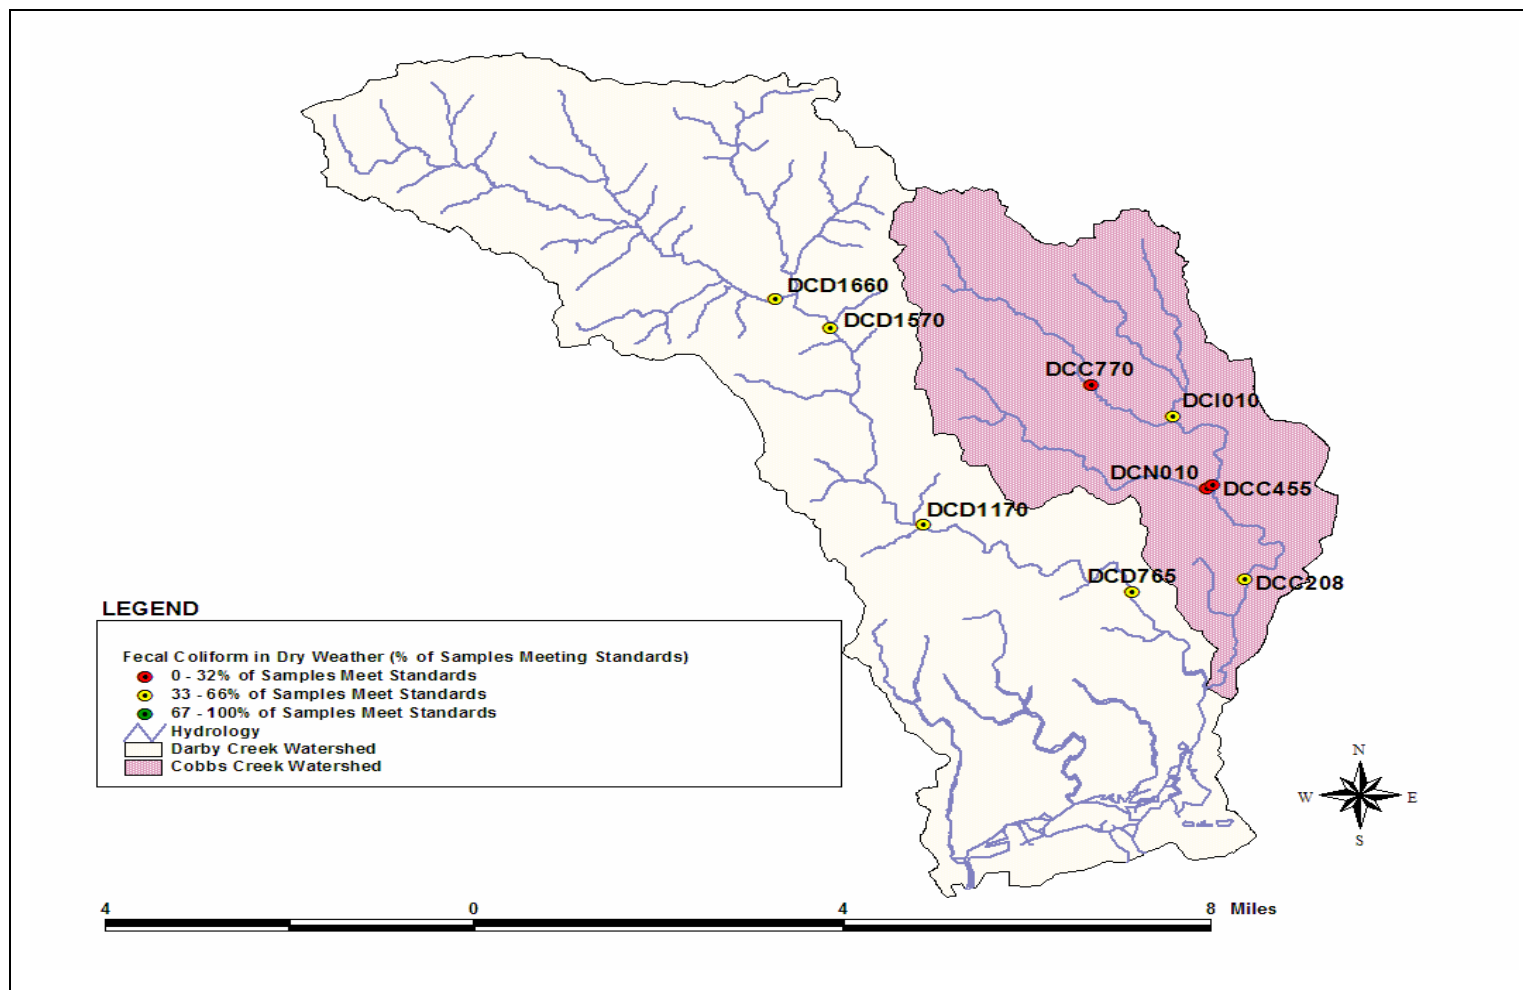 DCD1660
DCD1570
DCC770
DCI010
DCN010
DCC455
DCD1170
DCD765
DCC208
LEGEND
Fecal Coliform in Dry Weather (% of Samples Meeting Standards)
0 - 32% of Samples Meet Standards
33 - 66% of Samples Meet Standards
67 - 100% of Samples Meet Standards
Hydrology
Darby Creek Watershed
Cobbs Creek Watershed
N
W E
S
4 0 4 8 Miles